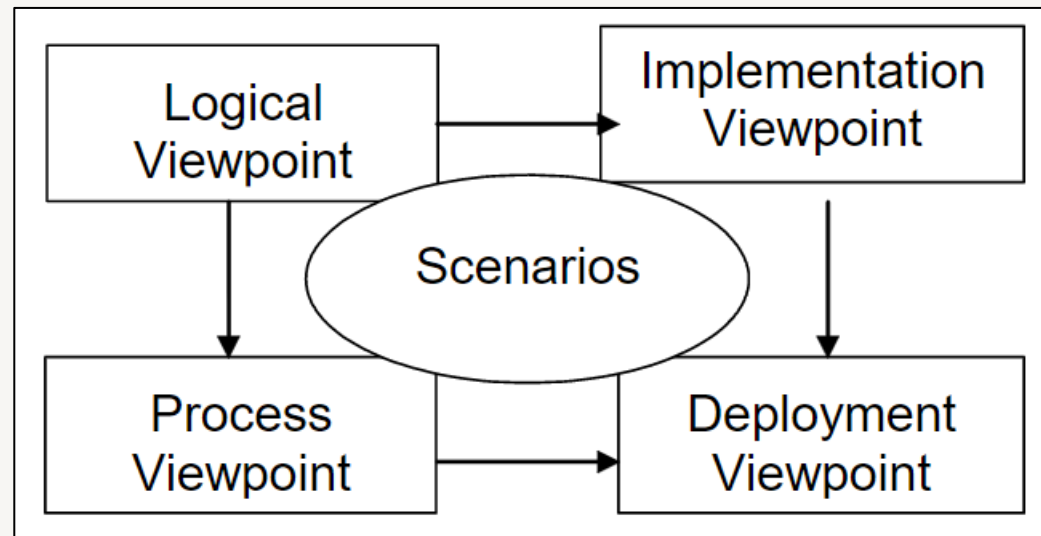 Logical
Viewpoint
Implementation
Viewpoint
Scenarios
Process
Viewpoint
Deployment
Viewpoint